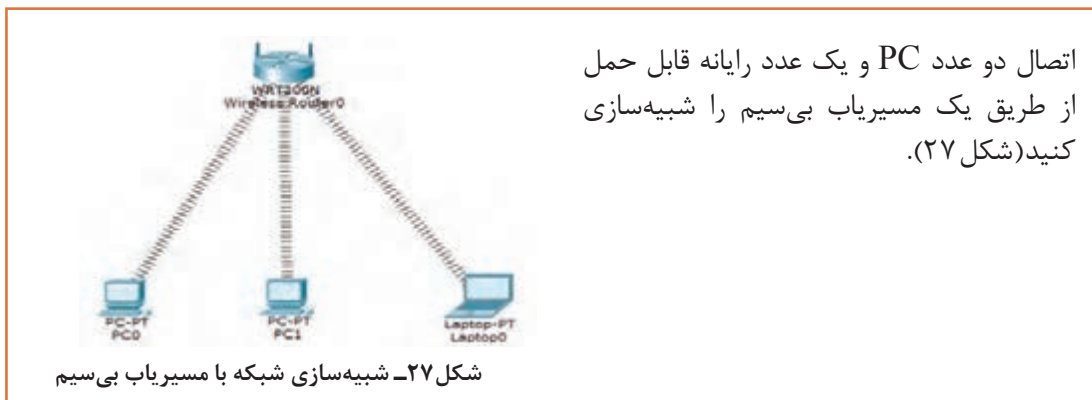 اتصال دو عدد PC و یک عدد رایانه قابل حمل
از طریق یک مسیریاب بی‌سیم را شبیه‌سازی
کنید(شکل ۲۷).
WRT300N
Wireless Router0
PC-PT
PC0
PC-PT
PC1
Laptop-PT
Laptop0
شکل ۲۷ـ شبیه‌سازی شبکه با مسیریاب بی‌سیم